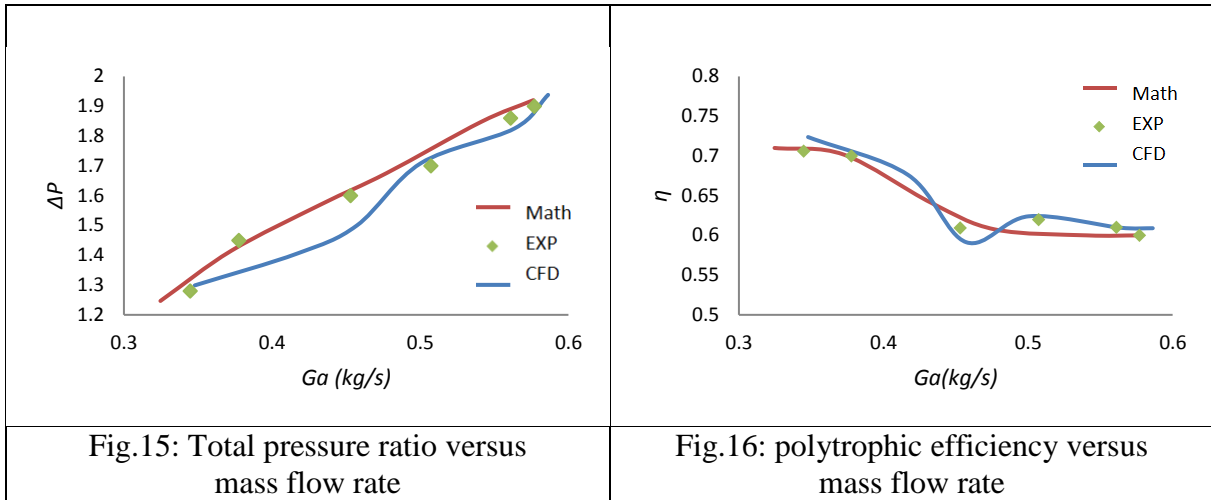 2
1.9
1.8
1.7
1.6
1.5
1.4
1.3
1.2
ΔP
0.3 0.4 0.5 0.6
Ga (kg/s)
Math
EXP
CFD
Fig.15: Total pressure ratio versus
mass flow rate
0.8
0.75
0.7
0.65
0.6
0.55
0.5
η
0.3 0.4 0.5 0.6
Ga(kg/s)
Math
EXP
CFD
Fig.16: polytrophic efficiency versus
mass flow rate